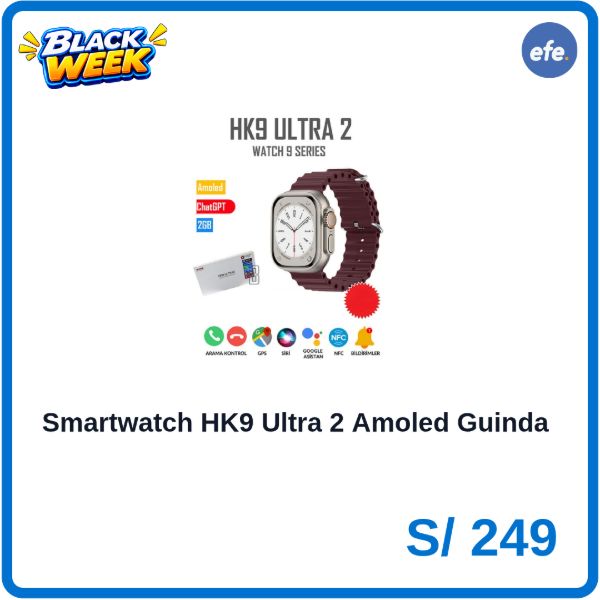 BLACK
WEEK
efe.
HK9 ULTRA 2
WATCH 9 SERIES
Amoled
ChatGPT
2GB
ARAMA KONTROL
GPS
SİRİ
GOOGLE
ASİSTAN
NFC
NFC
BİLDİRİMLER
Smartwatch HK9 Ultra 2 Amoled Guinda
S/ 249